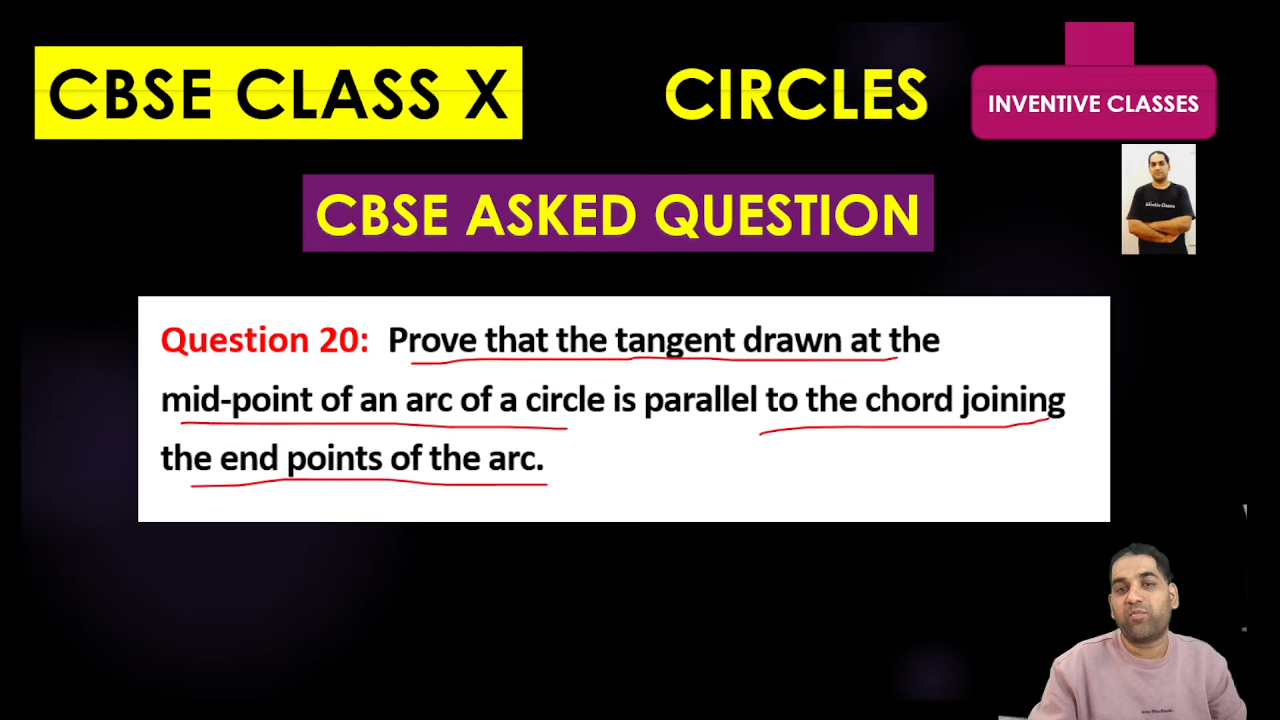 CBSE CLASS X
CIRCLES
INVENTIVE CLASSES
CBSE ASKED QUESTION
Question 20: Prove that the tangent drawn at the
mid-point of an arc of a circle is parallel to the chord joining
the end points of the arc.